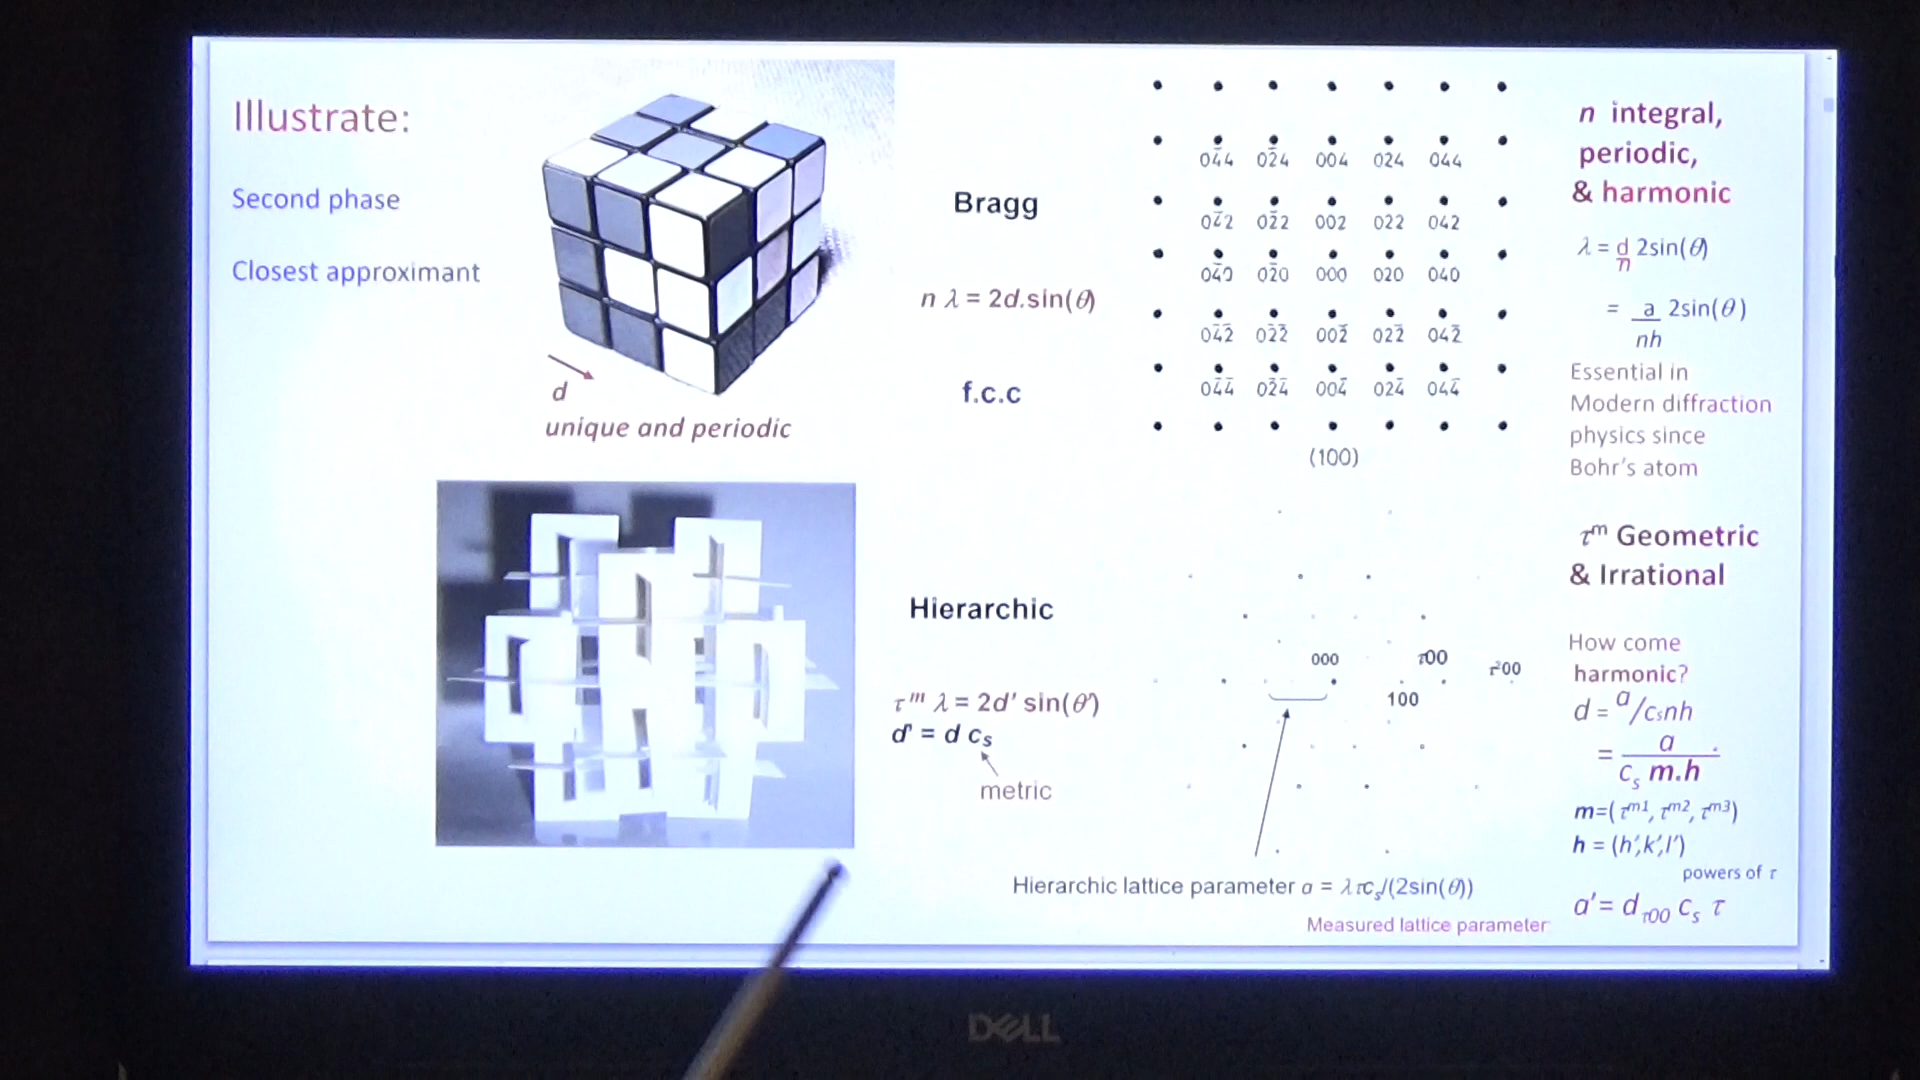 Illustrate:
Second phase
Closest approximant
d
unique and periodic
Bragg
n λ = 2d.sin(θ)
f.c.c
04̄4 02̄4 004 024 044
04̄2 02̄2 002 022 042
04̄0 02̄0 000 020 040
04̄2̄ 02̄2̄ 002̄ 022̄ 042̄
04̄4̄ 02̄4̄ 004̄ 024̄ 044̄
(100)
n integral,
periodic,
& harmonic
λ = d/n 2sin(θ)
= a/nh 2sin(θ)
Essential in
Modern diffraction
physics since
Bohr's atom
Hierarchic
τᵐ λ = 2d' sin(θ')
d' = d cₛ
metric
000 τ00 τ²00
100
Hierarchic lattice parameter a = λτcₛ/(2sin(θ))
Measured lattice parameter
τᵐ Geometric
& Irrational
How come
harmonic?
d = a/cₛnh
= a/cₛ m.h
m=(τᵐ¹, τᵐ², τᵐ³)
h = (h',k',l')
powers of τ
a' = d_τ00 cₛ τ
DELL